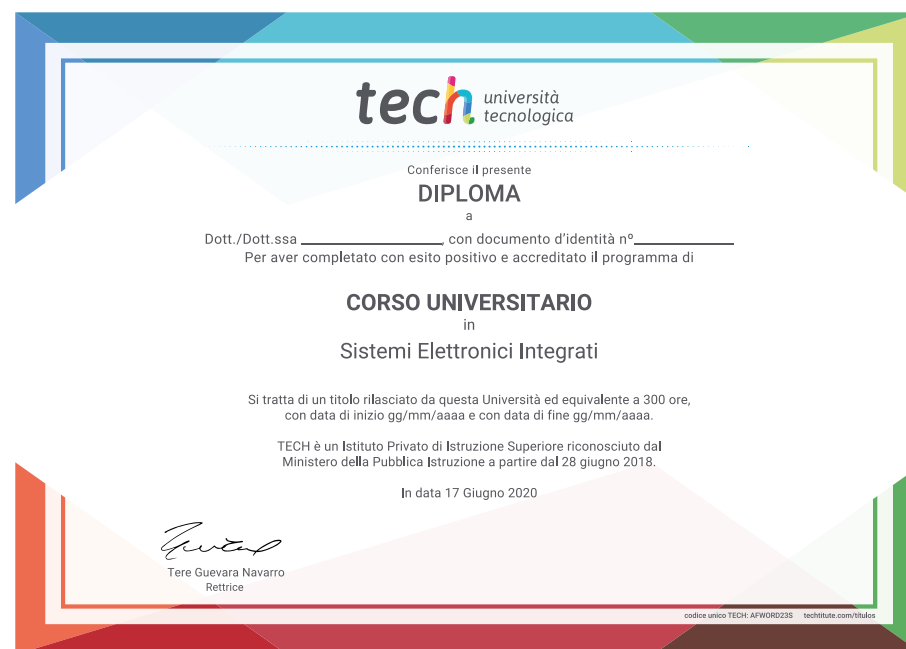 tech università
tecnologica
Conferisce il presente
DIPLOMA
a
Dott./Dott.ssa ____________________, con documento d'identità nº______________
Per aver completato con esito positivo e accreditato il programma di
CORSO UNIVERSITARIO
in
Sistemi Elettronici Integrati
Si tratta di un titolo rilasciato da questa Università ed equivalente a 300 ore,
con data di inizio gg/mm/aaaa e con data di fine gg/mm/aaaa.
TECH è un Istituto Privato di Istruzione Superiore riconosciuto dal
Ministero della Pubblica Istruzione a partire dal 28 giugno 2018.
In data 17 Giugno 2020
Tere Guevara Navarro
Rettrice
codice unico TECH: AFWORD23S techtitute.com/titulos